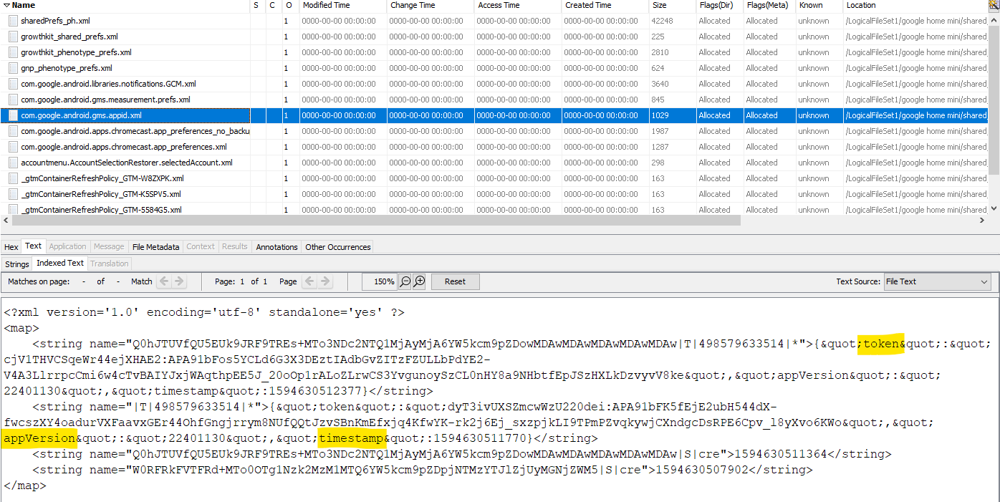 Name S C O Modified Time Change Time Access Time Created Time Size Flags(Dir) Flags(Meta) Known Location
sharedPrefs_ph.xml 1 0000-00-00 00:00:00 0000-00-00 00:00:00 0000-00-00 00:00:00 0000-00-00 00:00:00 42248 Allocated Allocated unknown /LogicalFileSet1/google home mini/shared_
growthkit_shared_prefs.xml 1 0000-00-00 00:00:00 0000-00-00 00:00:00 0000-00-00 00:00:00 0000-00-00 00:00:00 225 Allocated Allocated unknown /LogicalFileSet1/google home mini/shared_
growthkit_phenotype_prefs.xml 1 0000-00-00 00:00:00 0000-00-00 00:00:00 0000-00-00 00:00:00 0000-00-00 00:00:00 2810 Allocated Allocated unknown /LogicalFileSet1/google home mini/shared_
gnp_phenotype_prefs.xml 1 0000-00-00 00:00:00 0000-00-00 00:00:00 0000-00-00 00:00:00 0000-00-00 00:00:00 624 Allocated Allocated unknown /LogicalFileSet1/google home mini/shared_
com.google.android.libraries.notifications.GCM.xml 1 0000-00-00 00:00:00 0000-00-00 00:00:00 0000-00-00 00:00:00 0000-00-00 00:00:00 3640 Allocated Allocated unknown /LogicalFileSet1/google home mini/shared_
com.google.android.gms.measurement.prefs.xml 1 0000-00-00 00:00:00 0000-00-00 00:00:00 0000-00-00 00:00:00 0000-00-00 00:00:00 845 Allocated Allocated unknown /LogicalFileSet1/google home mini/shared_
com.google.android.gms.appid.xml 1 0000-00-00 00:00:00 0000-00-00 00:00:00 0000-00-00 00:00:00 0000-00-00 00:00:00 1029 Allocated Allocated unknown /LogicalFileSet1/google home mini/shared_
com.google.android.apps.chromecast.app_preferences_no_backu 1 0000-00-00 00:00:00 0000-00-00 00:00:00 0000-00-00 00:00:00 0000-00-00 00:00:00 1987 Allocated Allocated unknown /LogicalFileSet1/google home mini/shared_
com.google.android.apps.chromecast.app_preferences.xml 1 0000-00-00 00:00:00 0000-00-00 00:00:00 0000-00-00 00:00:00 0000-00-00 00:00:00 1287 Allocated Allocated unknown /LogicalFileSet1/google home mini/shared_
accountmenu.AccountSelectionRestorer.selectedAccount.xml 1 0000-00-00 00:00:00 0000-00-00 00:00:00 0000-00-00 00:00:00 0000-00-00 00:00:00 298 Allocated Allocated unknown /LogicalFileSet1/google home mini/shared_
_gtmContainerRefreshPolicy_GTM-W8ZXPK.xml 1 0000-00-00 00:00:00 0000-00-00 00:00:00 0000-00-00 00:00:00 0000-00-00 00:00:00 163 Allocated Allocated unknown /LogicalFileSet1/google home mini/shared_
_gtmContainerRefreshPolicy_GTM-K5SPV5.xml 1 0000-00-00 00:00:00 0000-00-00 00:00:00 0000-00-00 00:00:00 0000-00-00 00:00:00 163 Allocated Allocated unknown /LogicalFileSet1/google home mini/shared_
_gtmContainerRefreshPolicy_GTM-5584G5.xml 1 0000-00-00 00:00:00 0000-00-00 00:00:00 0000-00-00 00:00:00 0000-00-00 00:00:00 163 Allocated Allocated unknown /LogicalFileSet1/google home mini/shared_
Hex Text Application Message File Metadata Context Results Annotations Other Occurrences
Strings Indexed Text Translation
Matches on page: - of - Match Page: 1 of 1 Page 150% Reset Text Source: File Text
<?xml version='1.0' encoding='utf-8' standalone='yes' ?>
<map>
<string name="Q0hJTUVfQU5EUk9JRF9TREs+MTo3NDc2NTQ1MjAyMjA6YW5kcm9pZDowMDAwMDAwMDAwMDAwMDAw|T|498579633514|*">{&quot;token&quot;:&quot;
cjV1THVCSqeWr44ejXHAE2:APA91bFos5YCLd6G3X3DEztIAdbGvZITzFZULLbPdYE2-
V4A3LlrrpcCmi6w4cTvBAIYJxjWAqthpEE5J_20oOp1rALoZLrwCS3YvgunoySzCL0nHY8a9NHbtfEpJSzHXLkDzvyvV8ke&quot;,&quot;appVersion&quot;:&quot;
22401130&quot;,&quot;timestamp&quot;:1594630512377}</string>
<string name="|T|498579633514|*">{&quot;token&quot;:&quot;dyT3ivUXSZmcwWzU220dei:APA91bFK5fEjE2ubH544dX-
fwcszXY4oadurVXFaavxGEr44OhfGngjrrym8NUfQQtJzvSBnKmEfxjq4KfwYK-rk2j6Ej_sxzpjkLI9TPmPZvqkywjCXndgcDsRPE6Cpv_l8yXvo6KWo&quot;,&quot;
appVersion&quot;:&quot;22401130&quot;,&quot;timestamp&quot;:1594630511770}</string>
<string name="Q0hJTUVfQU5EUk9JRF9TREs+MTo3NDc2NTQ1MjAyMjA6YW5kcm9pZDowMDAwMDAwMDAwMDAwMDAw|S|cre">1594630511364</string>
<string name="W0RFRkFVTFRd+MTo0OTg1Nzk2MzM1MTQ6YW5kcm9pZDpjNTMzYTJlZjUyMGNjZWM5|S|cre">1594630507902</string>
</map>